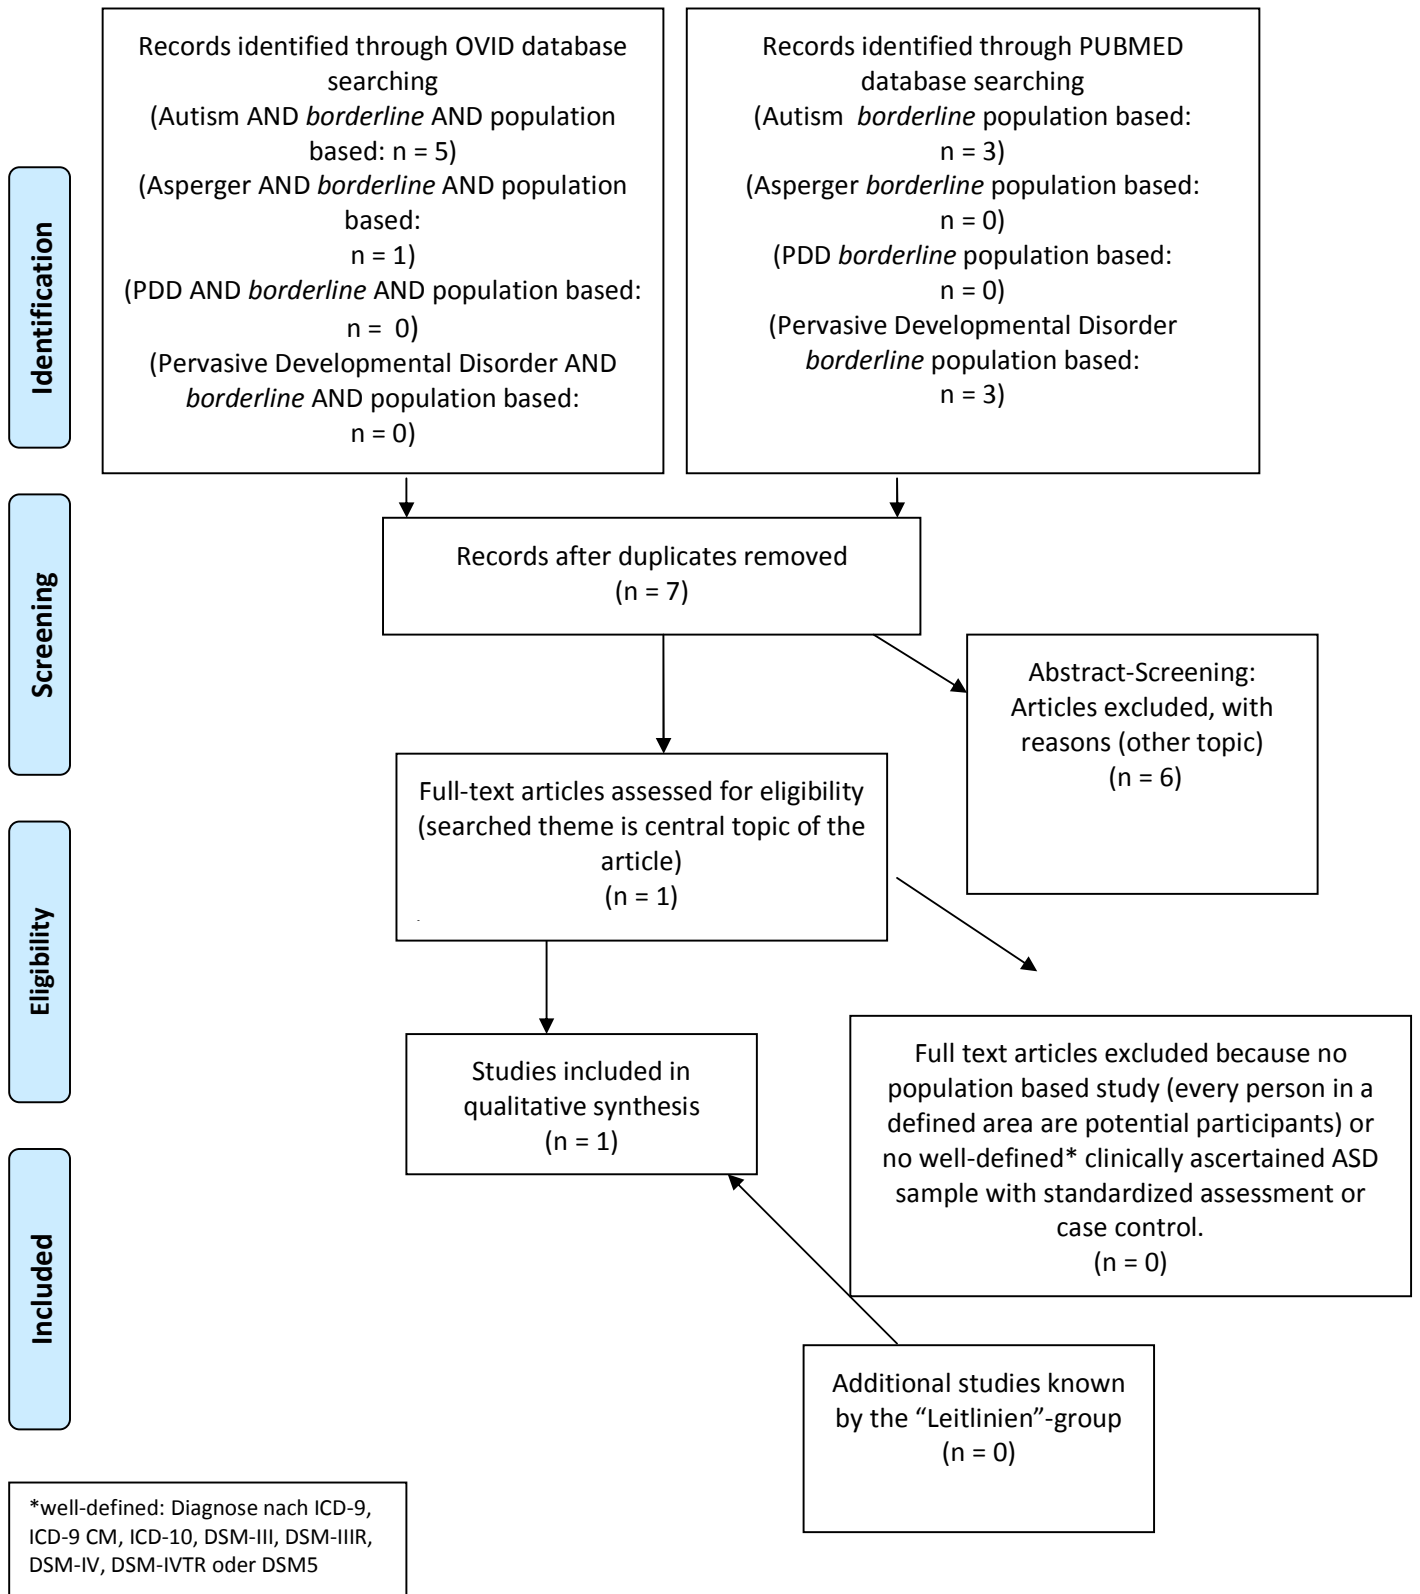 Records identified through OVID database
searching
(Autism AND borderline AND population
based: n = 5)
(Asperger AND borderline AND population
based:
n = 1)
(PDD AND borderline AND population based:
n =  0)
(Pervasive Developmental Disorder AND
borderline AND population based:
n = 0)
Records identified through PUBMED
database searching
(Autism  borderline population based:
n = 3)
(Asperger borderline population based:
n = 0)
(PDD borderline population based:
n = 0)
(Pervasive Developmental Disorder
borderline population based:
n = 3)
Identification
Records after duplicates removed
(n = 7)
Screening
Abstract-Screening:
Articles excluded, with
reasons (other topic)
(n = 6)
Full-text articles assessed for eligibility
(searched theme is central topic of the
article)
(n = 1)
Eligibility
Studies included in
qualitative synthesis
(n = 1)
Full text articles excluded because no
population based study (every person in a
defined area are potential participants) or
no well-defined* clinically ascertained ASD
sample with standardized assessment or
case control.
(n = 0)
Included
Additional studies known
by the “Leitlinien”-group
(n = 0)
*well-defined: Diagnose nach ICD-9,
ICD-9 CM, ICD-10, DSM-III, DSM-IIIR,
DSM-IV, DSM-IVTR oder DSM5